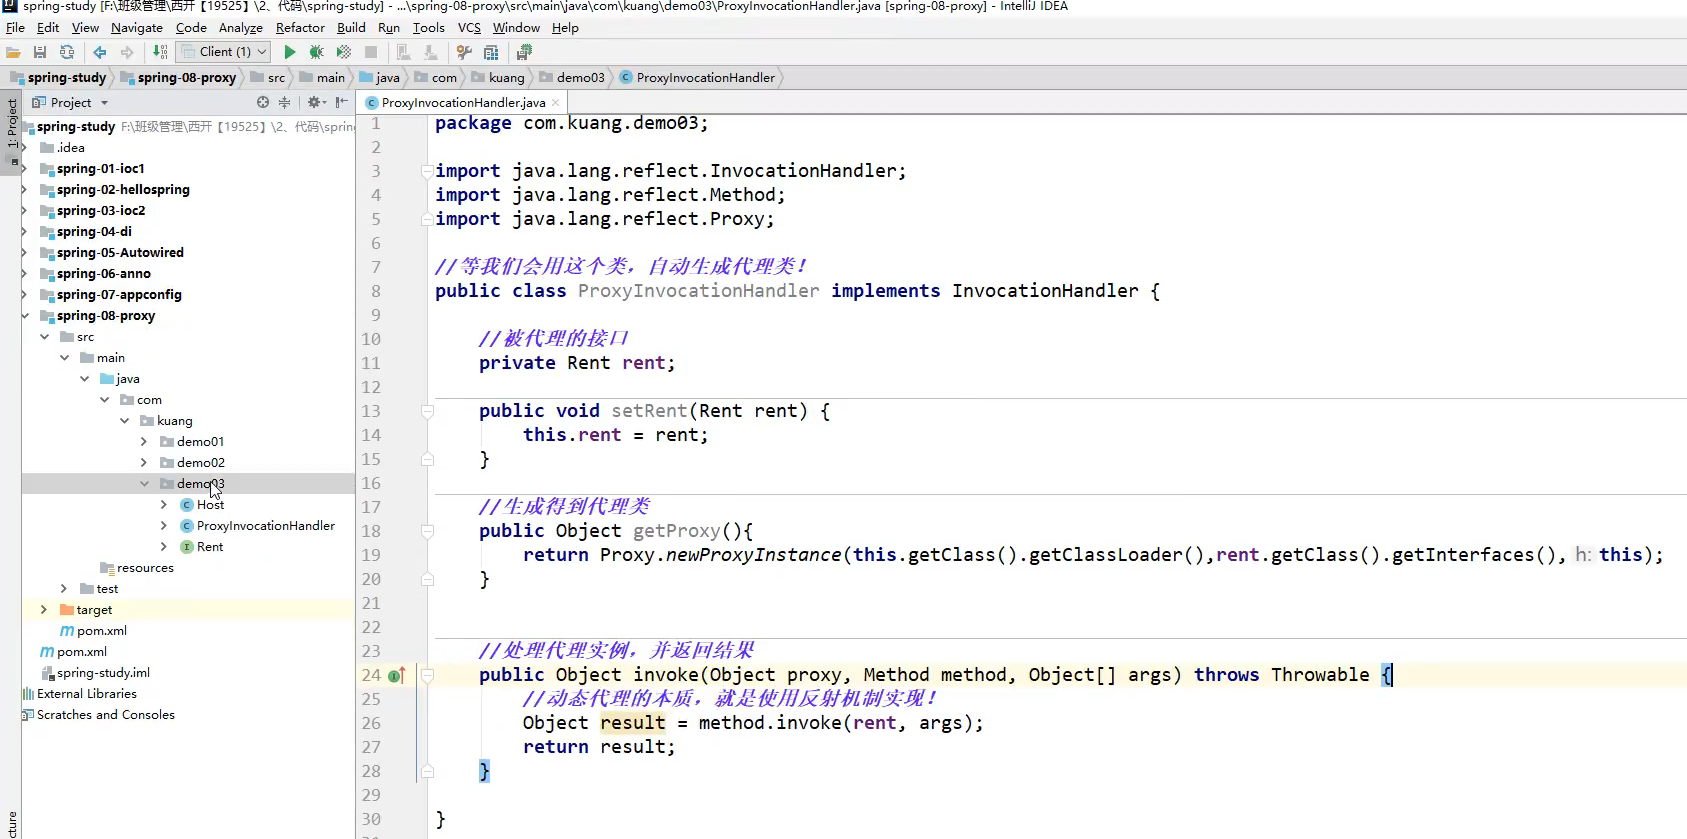 spring-study [F:\班级管理\西开【19525】\2、代码\spring-study] - ...\spring-08-proxy\src\main\java\com\kuang\demo03\ProxyInvocationHandler.java [spring-08-proxy] - IntelliJ IDEA
File Edit View Navigate Code Analyze Refactor Build Run Tools VCS Window Help
Client (1)
spring-study spring-08-proxy src main java com kuang demo03 ProxyInvocationHandler
1: Project
Project
ProxyInvocationHandler.java
spring-study F:\班级管理\西开【19525】\2、代码\spring
.idea
spring-01-ioc1
spring-02-hellospring
spring-03-ioc2
spring-04-di
spring-05-Autowired
spring-06-anno
spring-07-appconfig
spring-08-proxy
src
main
java
com
kuang
demo01
demo02
demo03
Host
ProxyInvocationHandler
Rent
resources
test
target
pom.xml
pom.xml
spring-study.iml
External Libraries
Scratches and Consoles
1 package com.kuang.demo03;
2
3 import java.lang.reflect.InvocationHandler;
4 import java.lang.reflect.Method;
5 import java.lang.reflect.Proxy;
6
7 //等我们会用这个类，自动生成代理类！
8 public class ProxyInvocationHandler implements InvocationHandler {
9
10 //被代理的接口
11 private Rent rent;
12
13 public void setRent(Rent rent) {
14 this.rent = rent;
15 }
16
17 //生成得到代理类
18 public Object getProxy(){
19 return Proxy.newProxyInstance(this.getClass().getClassLoader(),rent.getClass().getInterfaces(), h: this);
20 }
21
22
23 //处理代理实例，并返回结果
24 public Object invoke(Object proxy, Method method, Object[] args) throws Throwable {
25 //动态代理的本质，就是使用反射机制实现！
26 Object result = method.invoke(rent, args);
27 return result;
28 }
29
30 }